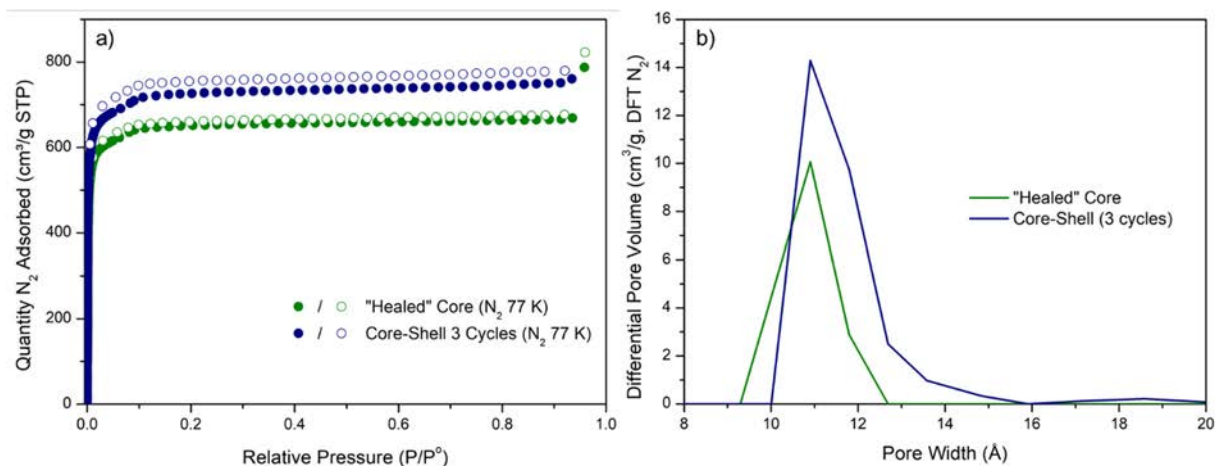 a)
Quantity N₂ Adsorbed (cm³/g STP)
800
600
400
200
0
/ "Healed" Core (N₂ 77 K)
/ Core-Shell 3 Cycles (N₂ 77 K)
0.0 0.2 0.4 0.6 0.8 1.0
Relative Pressure (P/Pº)
b)
Differential Pore Volume (cm³/g, DFT N₂)
16
14
12
10
8
6
4
2
0
"Healed" Core
Core-Shell (3 cycles)
8 10 12 14 16 18 20
Pore Width (Å)